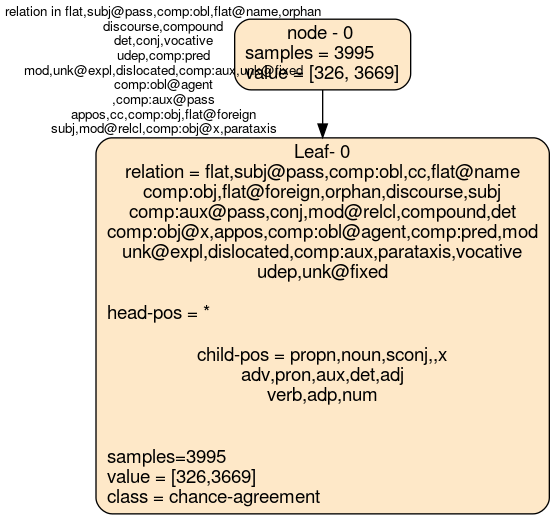 relation in flat,subj@pass,comp:obl,flat@name,orphan
discourse,compound
det,conj,vocative
udep,comp:pred
mod,unk@expl,dislocated,comp:aux,unk@fixed
comp:obl@agent
,comp:aux@pass
appos,cc,comp:obj,flat@foreign
subj,mod@relcl,comp:obj@x,parataxis
node - 0
samples = 3995
value = [326, 3669]
Leaf- 0
relation = flat,subj@pass,comp:obl,cc,flat@name
comp:obj,flat@foreign,orphan,discourse,subj
comp:aux@pass,conj,mod@relcl,compound,det
comp:obj@x,appos,comp:obl@agent,comp:pred,mod
unk@expl,dislocated,comp:aux,parataxis,vocative
udep,unk@fixed
head-pos = *
child-pos = propn,noun,sconj,,x
adv,pron,aux,det,adj
verb,adp,num
samples=3995
value = [326,3669]
class = chance-agreement